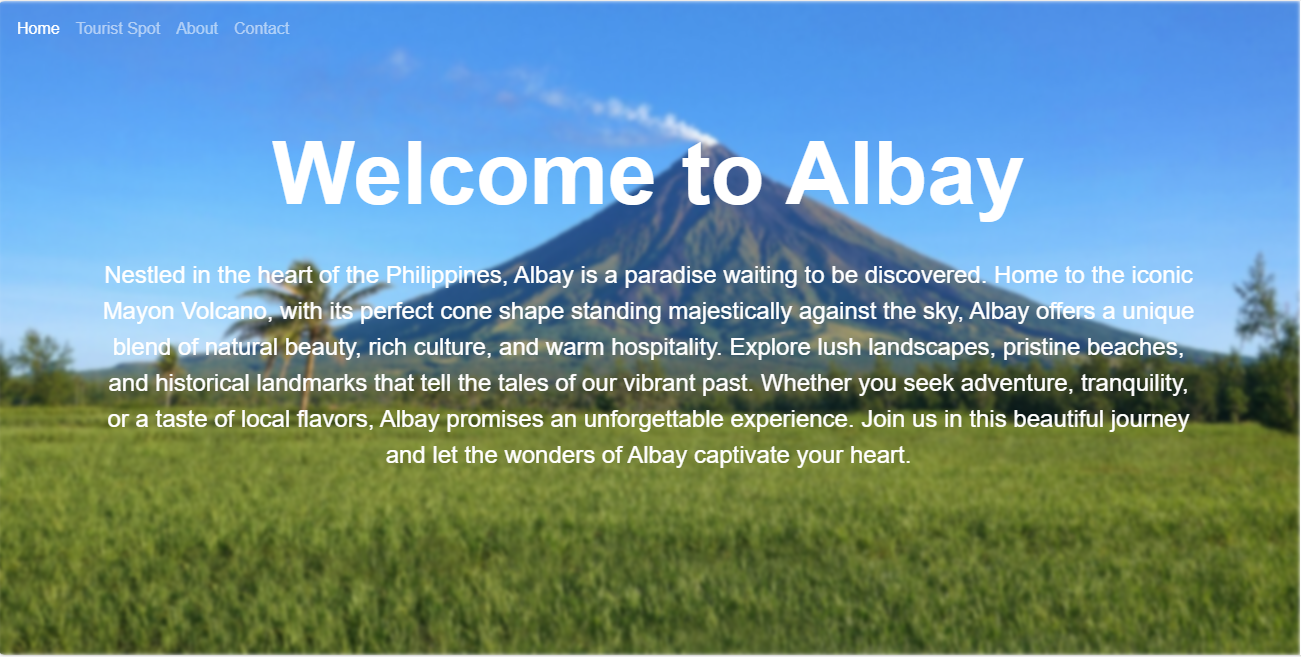 Home Tourist Spot About Contact
Welcome to Albay
Nestled in the heart of the Philippines, Albay is a paradise waiting to be discovered. Home to the iconic
Mayon Volcano, with its perfect cone shape standing majestically against the sky, Albay offers a unique
blend of natural beauty, rich culture, and warm hospitality. Explore lush landscapes, pristine beaches,
and historical landmarks that tell the tales of our vibrant past. Whether you seek adventure, tranquility,
or a taste of local flavors, Albay promises an unforgettable experience. Join us in this beautiful journey
and let the wonders of Albay captivate your heart.